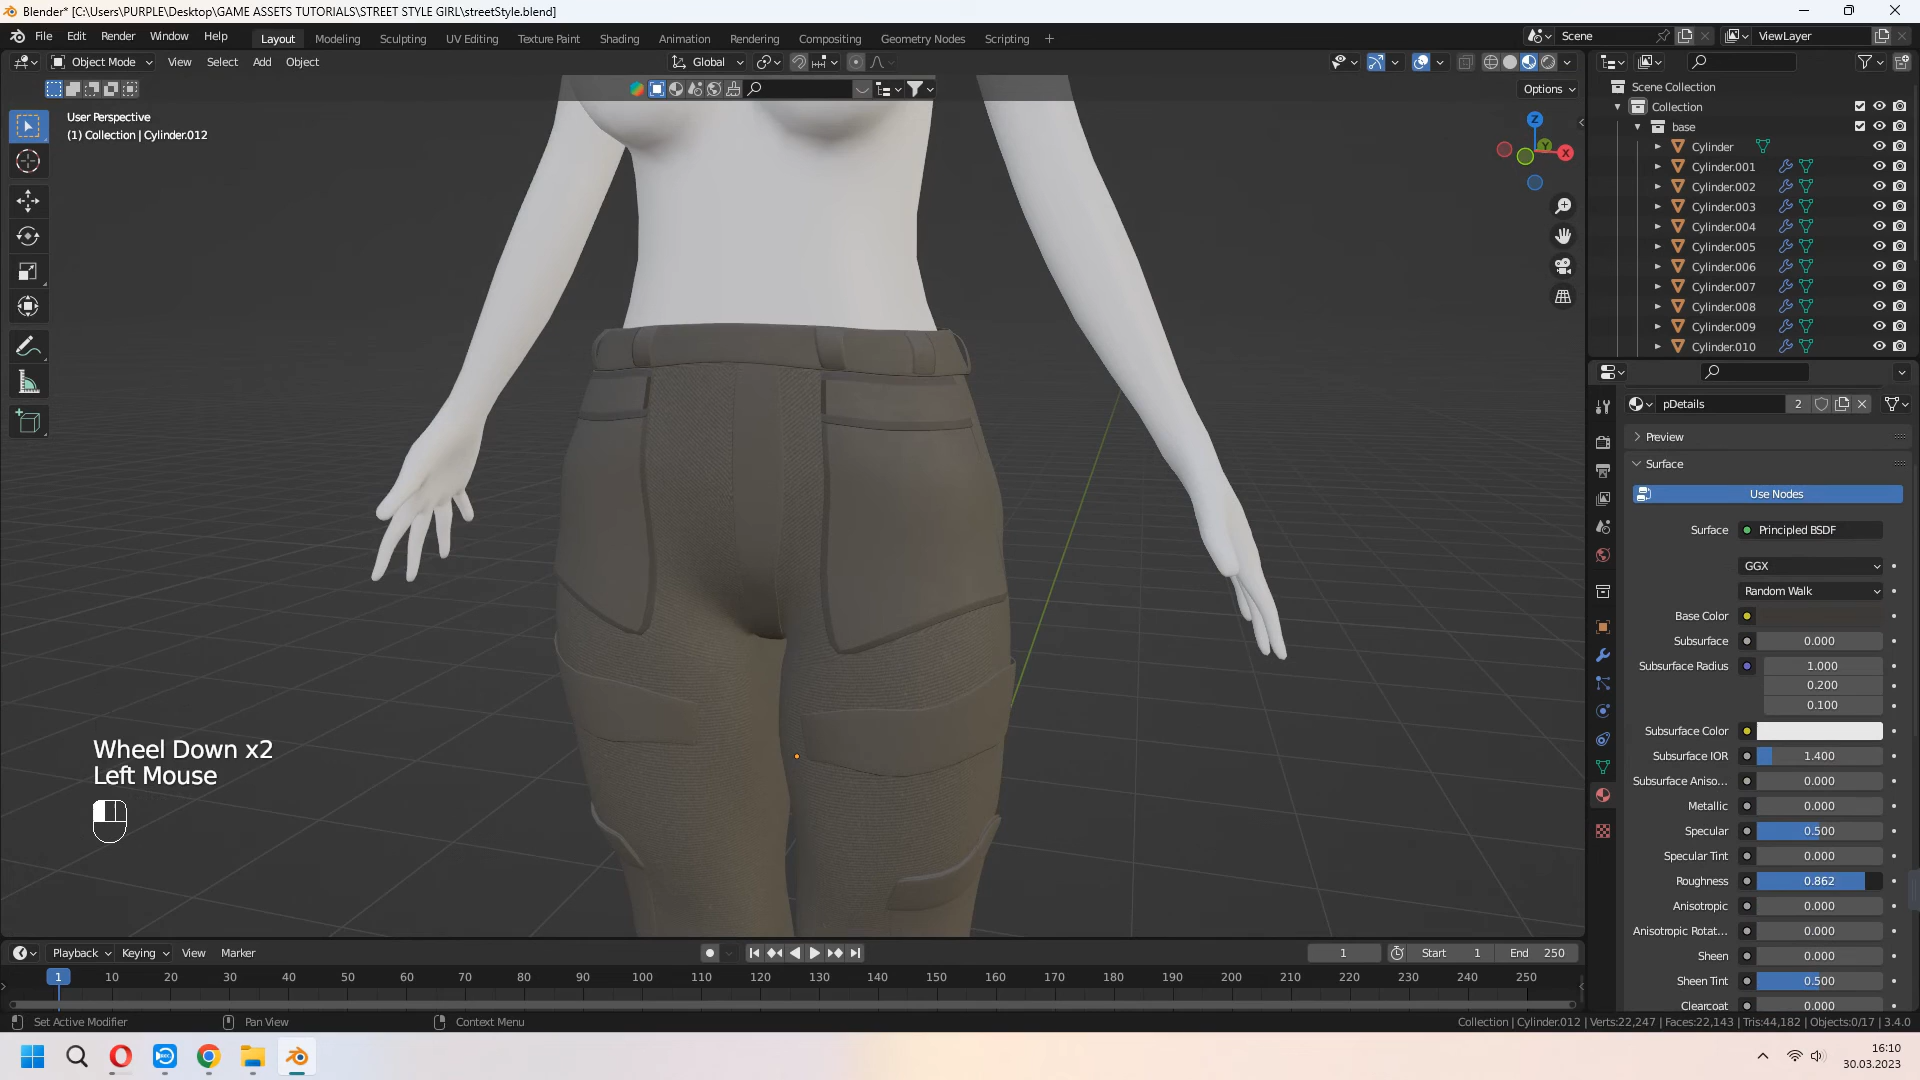 Blender* [C:\Users\PURPLE\Desktop\GAME ASSETS TUTORIALS\STREET STYLE GIRL\streetStyle.blend]
File Edit Render Window Help Layout Modeling Sculpting UV Editing Texture Paint Shading Animation Rendering Compositing Geometry Nodes Scripting + Scene ViewLayer
Object Mode View Select Add Object Global
Options
User Perspective
(1) Collection | Cylinder.012
Z
Y
X
Scene Collection
Collection
base
Cylinder
Cylinder.001
Cylinder.002
Cylinder.003
Cylinder.004
Cylinder.005
Cylinder.006
Cylinder.007
Cylinder.008
Cylinder.009
Cylinder.010
pDetails 2
Preview
Surface
Use Nodes
Surface Principled BSDF
GGX
Random Walk
Base Color
Subsurface 0.000
Subsurface Radius 1.000
0.200
0.100
Subsurface Color
Subsurface IOR 1.400
Subsurface Aniso... 0.000
Metallic 0.000
Specular 0.500
Specular Tint 0.000
Roughness 0.862
Anisotropic 0.000
Anisotropic Rotat... 0.000
Sheen 0.000
Sheen Tint 0.500
Clearcoat 0.000
Wheel Down x2
Left Mouse
Playback Keying View Marker 1 Start 1 End 250
1 10 20 30 40 50 60 70 80 90 100 110 120 130 140 150 160 170 180 190 200 210 220 230 240 250
Set Active Modifier Pan View Context Menu Collection | Cylinder.012 | Verts:22,247 | Faces:22,143 | Tris:44,182 | Objects:0/17 | 3.4.0
16:10
30.03.2023